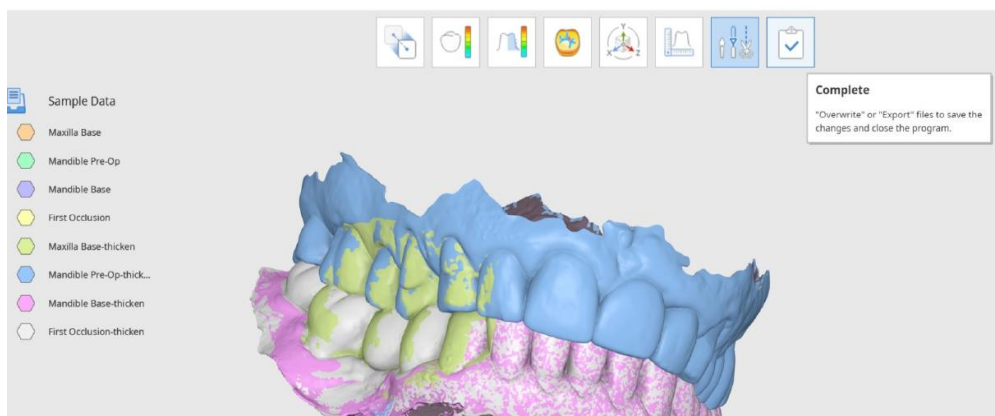 Complete
"Overwrite" or "Export" files to save the
changes and close the program.
Sample Data
Maxilla Base
Mandible Pre-Op
Mandible Base
First Occlusion
Maxilla Base-thicken
Mandible Pre-Op-thick...
Mandible Base-thicken
First Occlusion-thicken
Y
X
Z